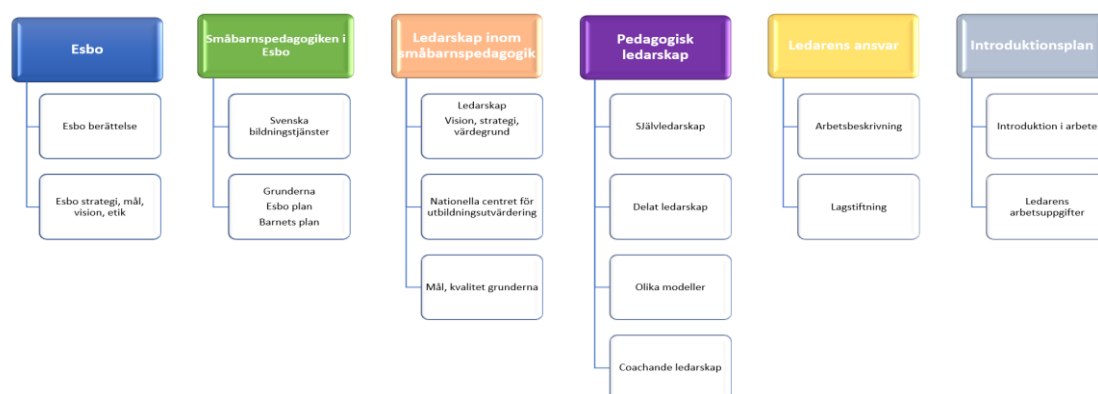 Esbo
Esbo berättelse
Esbo strategi, mål,
vision, etik
Småbarnspedagogiken i
Esbo
Svenska
bildningstjänster
Grunderna
Esbo plan
Barnets plan
Ledarskap inom
småbarnspedagogik
Ledarskap
Vision, strategi,
värdegrund
Nationella centret för
utbildningsutvärdering
Mål, kvalitet grunderna
Pedagogisk
ledarskap
SJälvledarskap
Delat ledarskap
Olika modeller
Coachande ledarskap
Ledarens ansvar
Arbetsbeskrivning
Lagstiftning
Introduktionsplan
Introduktion i arbete
Ledarens
arbetsuppgifter